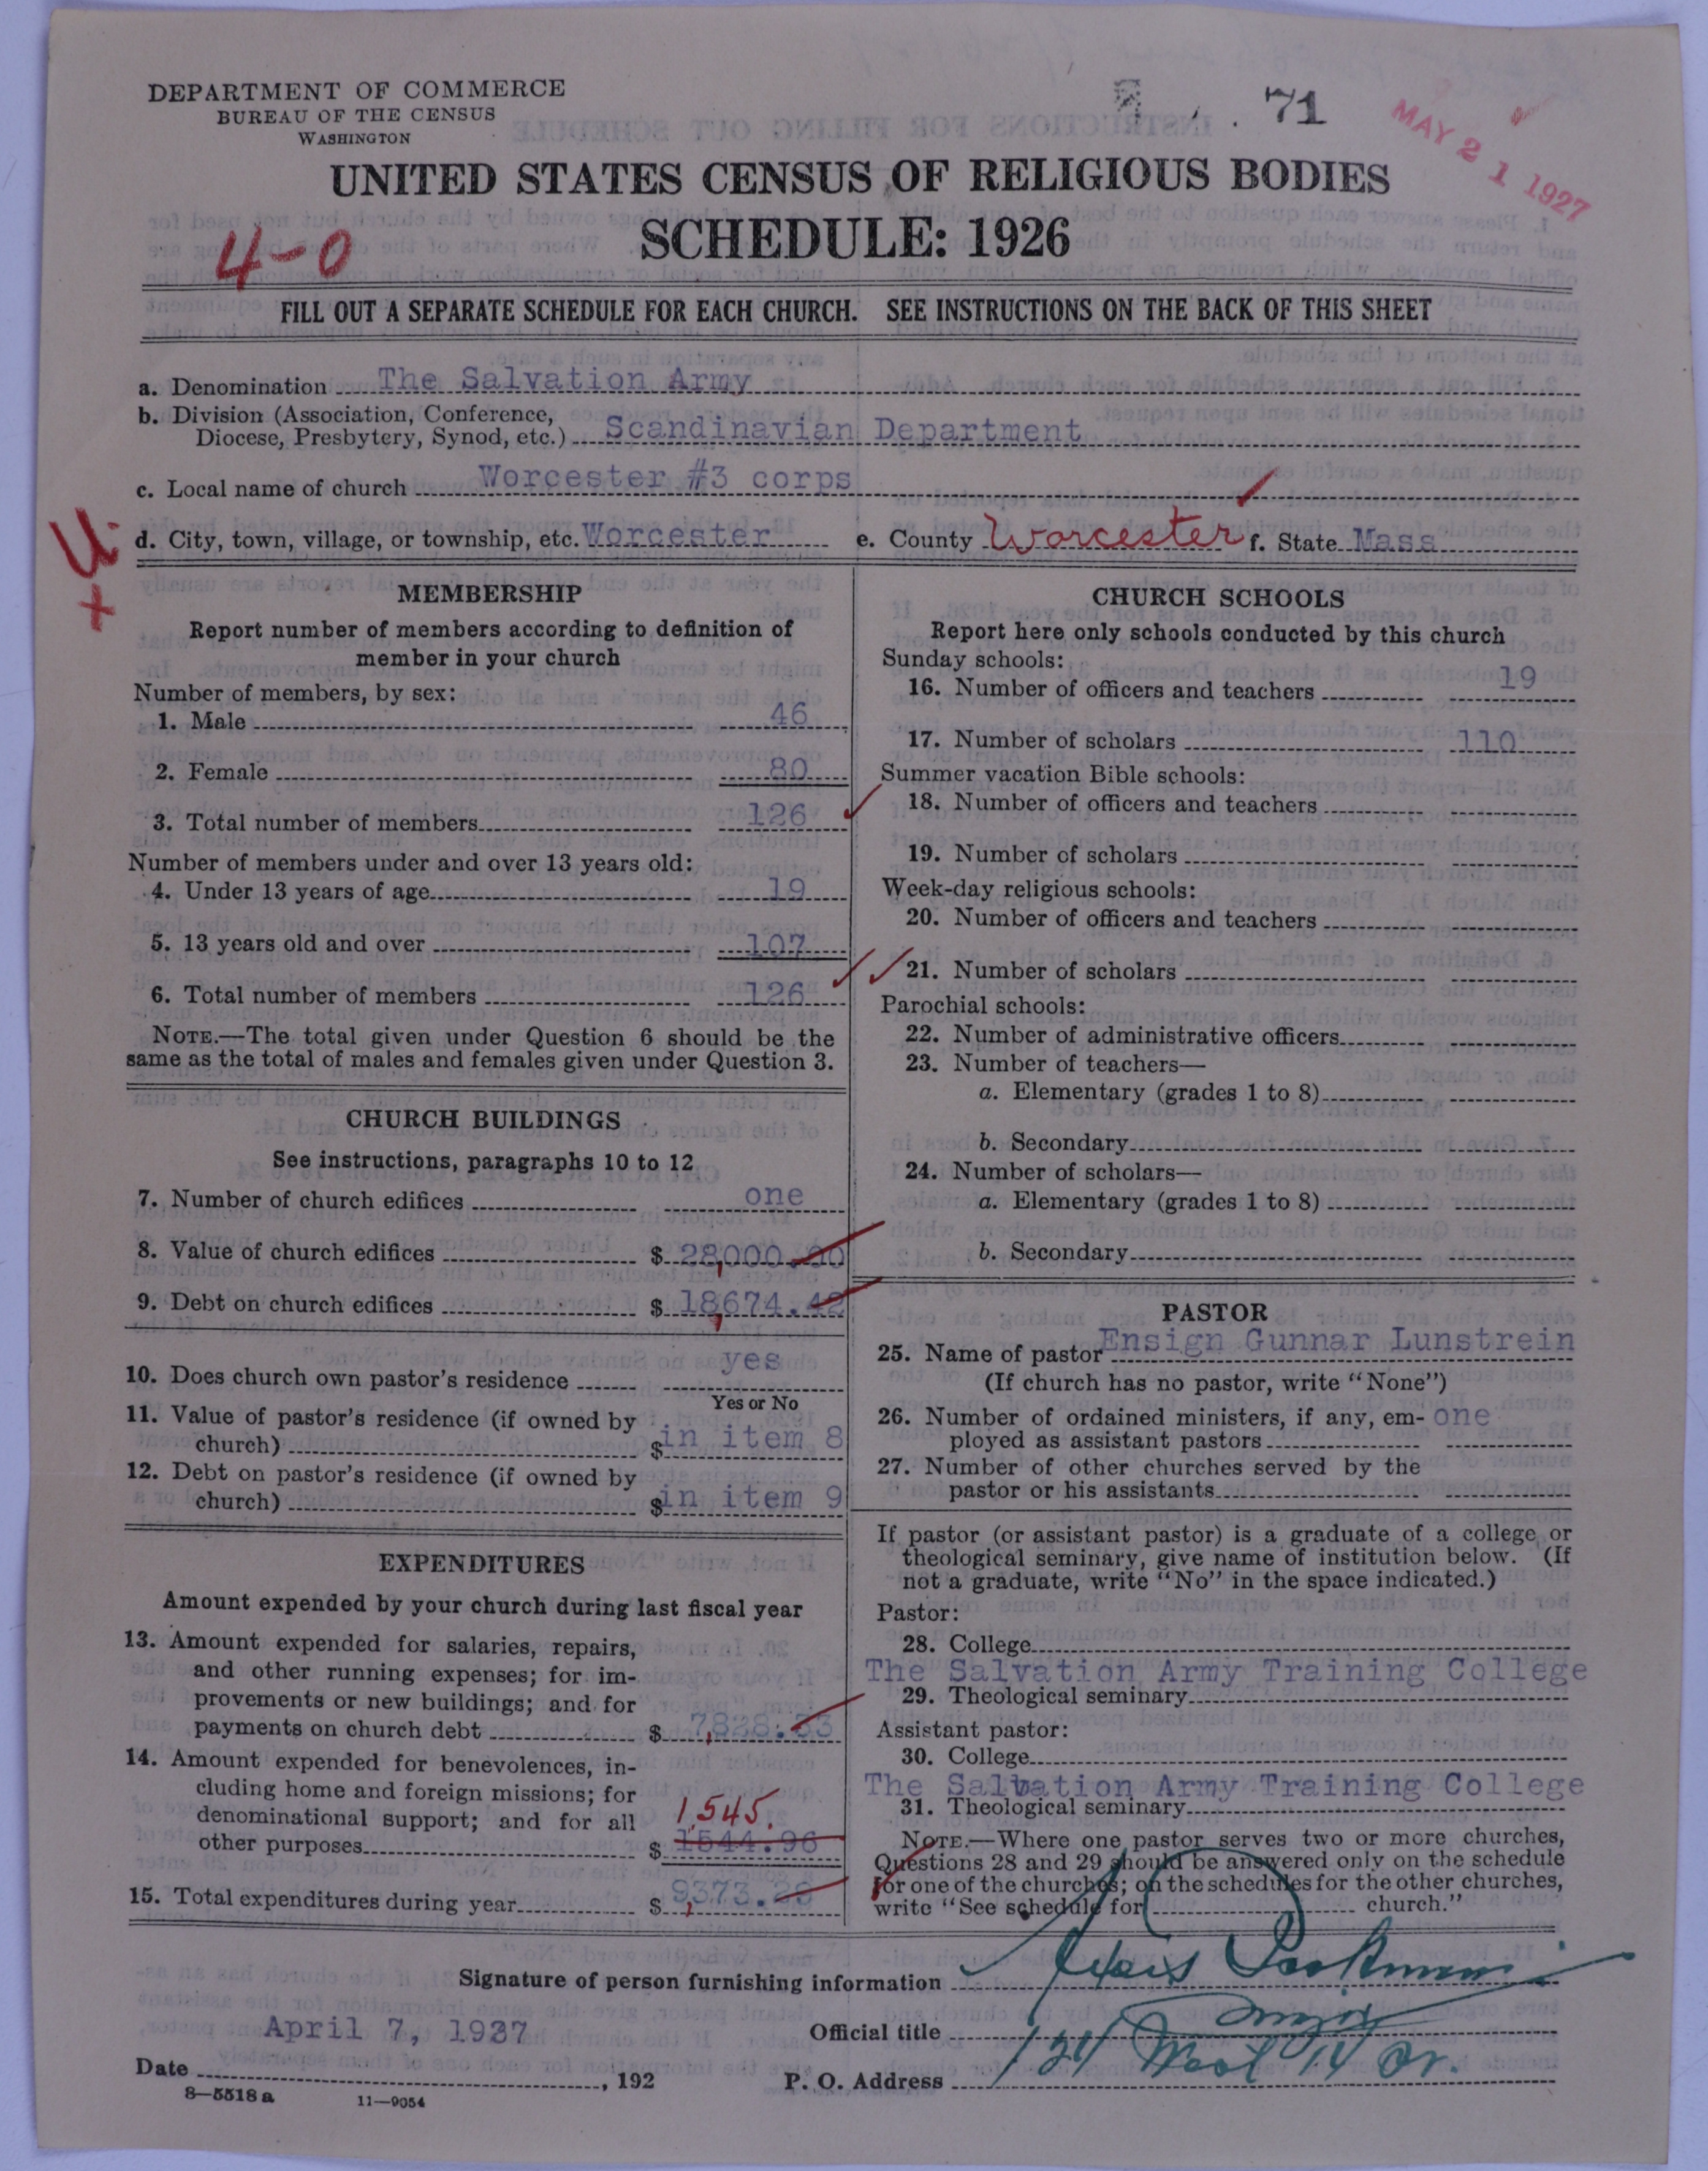 DEPARTMENT OF COMMERCE
BUREAU OF THE CENSUS
WASHINGTON
71
MAY 21 1927
UNITED STATES CENSUS OF RELIGIOUS BODIES
SCHEDULE: 1926
4-0
FILL OUT A SEPARATE SCHEDULE FOR EACH CHURCH. SEE INSTRUCTIONS ON THE BACK OF THIS SHEET
a. Denomination The Salvation Army
b. Division (Association, Conference,
Diocese, Presbytery, Synod, etc.) Scandinavian Department
c. Local name of church Worcester #3 corps
d. City, town, village, or township, etc. Worcester e. County Worcester f. State Mass
MEMBERSHIP
Report number of members according to definition of
member in your church
Number of members, by sex:
1. Male 46
2. Female 80
3. Total number of members 126
Number of members under and over 13 years old:
4. Under 13 years of age 19
5. 13 years old and over 107
6. Total number of members 126
NOTE.—The total given under Question 6 should be the
same as the total of males and females given under Question 3.
CHURCH BUILDINGS
See instructions, paragraphs 10 to 12
7. Number of church edifices one
8. Value of church edifices $ 28,000.00
9. Debt on church edifices $ 18,674.42
10. Does church own pastor's residence yes
Yes or No
11. Value of pastor's residence (if owned by
church) $ in item 8
12. Debt on pastor's residence (if owned by
church) $ in item 9
EXPENDITURES
Amount expended by your church during last fiscal year
13. Amount expended for salaries, repairs,
and other running expenses; for im-
provements or new buildings; and for
payments on church debt $ 7,828.33
14. Amount expended for benevolences, in-
cluding home and foreign missions; for
denominational support; and for all 1,545.
other purposes $ 1544.96
15. Total expenditures during year $ 9,373.29
CHURCH SCHOOLS
Report here only schools conducted by this church
Sunday schools:
16. Number of officers and teachers 19
17. Number of scholars 110
Summer vacation Bible schools:
18. Number of officers and teachers
19. Number of scholars
Week-day religious schools:
20. Number of officers and teachers
21. Number of scholars
Parochial schools:
22. Number of administrative officers
23. Number of teachers—
a. Elementary (grades 1 to 8)
b. Secondary
24. Number of scholars—
a. Elementary (grades 1 to 8)
b. Secondary
PASTOR
25. Name of pastor Ensign Gunnar Lunstrein
(If church has no pastor, write "None")
26. Number of ordained ministers, if any, em- one
ployed as assistant pastors
27. Number of other churches served by the
pastor or his assistants
If pastor (or assistant pastor) is a graduate of a college or
theological seminary, give name of institution below. (If
not a graduate, write "No" in the space indicated.)
Pastor:
28. College
The Salvation Army Training College
29. Theological seminary
Assistant pastor:
30. College
The Salvation Army Training College
31. Theological seminary
NOTE.—Where one pastor serves two or more churches,
Questions 28 and 29 should be answered only on the schedule
for one of the churches; on the schedules for the other churches,
write "See schedule for church."
Signature of person furnishing information
April 7, 1927
Official title
Date , 192
P. O. Address 124 West 14 St.
8—5518 a 11—9054